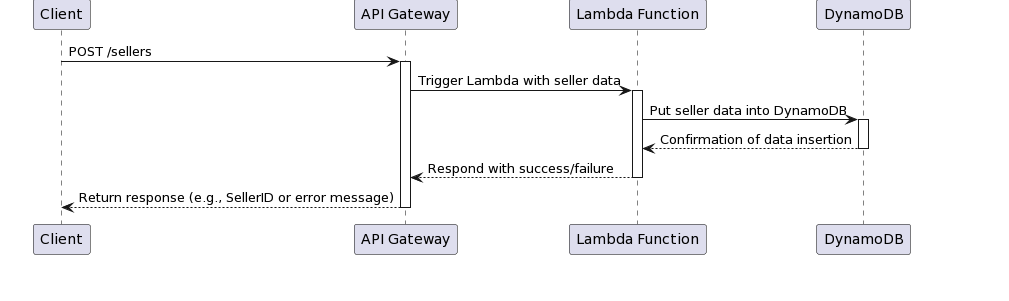 Client API Gateway Lambda Function DynamoDB
POST /sellers
Trigger Lambda with seller data
Put seller data into DynamoDB
Confirmation of data insertion
Respond with success/failure
Return response (e.g., SellerID or error message)
Client API Gateway Lambda Function DynamoDB